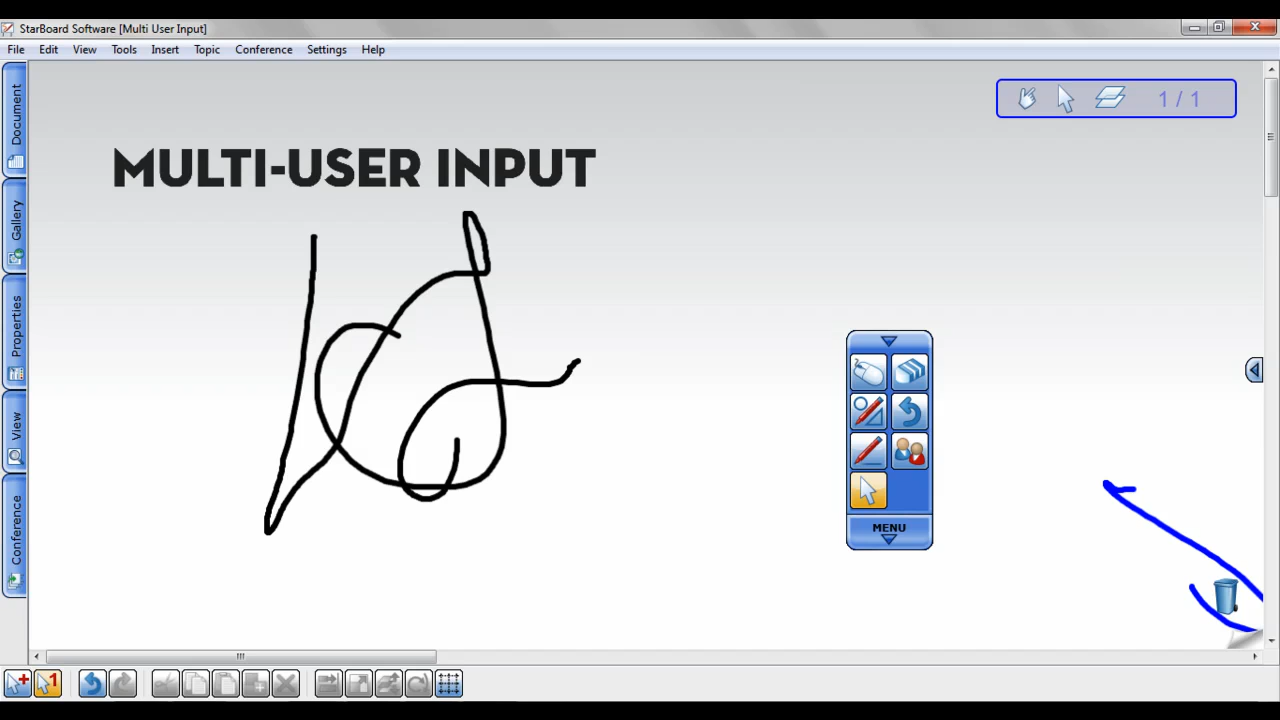 StarBoard Software [Multi User Input]
File Edit View Tools Insert Topic Conference Settings Help
1 / 1
MULTI-USER INPUT
Document
Gallery
Properties
View
Conference
MENU
1